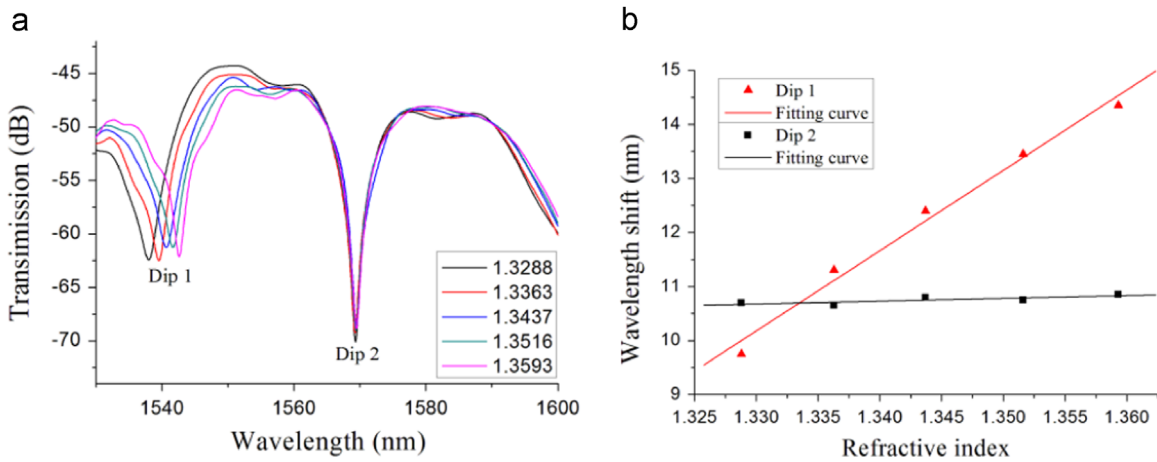 a
Transimission (dB)
-45
-50
-55
-60
-65
-70
Dip 1
Dip 2
1.3288
1.3363
1.3437
1.3516
1.3593
1540
1560
1580
1600
Wavelength (nm)
b
Wavelength shift (nm)
15
14
13
12
11
10
9
Dip 1
Fitting curve
Dip 2
Fitting curve
1.325
1.330
1.335
1.340
1.345
1.350
1.355
1.360
Refractive index